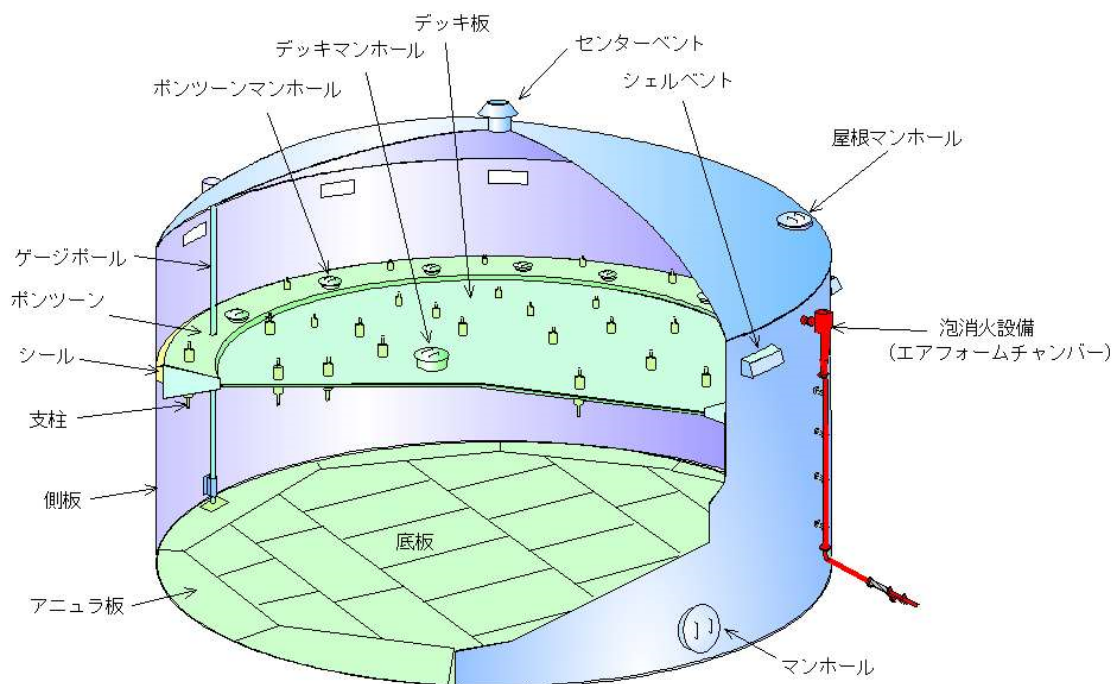 デッキ板
デッキマンホール
センターベント
ポンツーンマンホール
シェルベント
屋根マンホール
ゲージポール
ポンツーン
シール
泡消火設備
(エアフォームチャンバー)
支柱
側板
底板
アニュラ板
マンホール